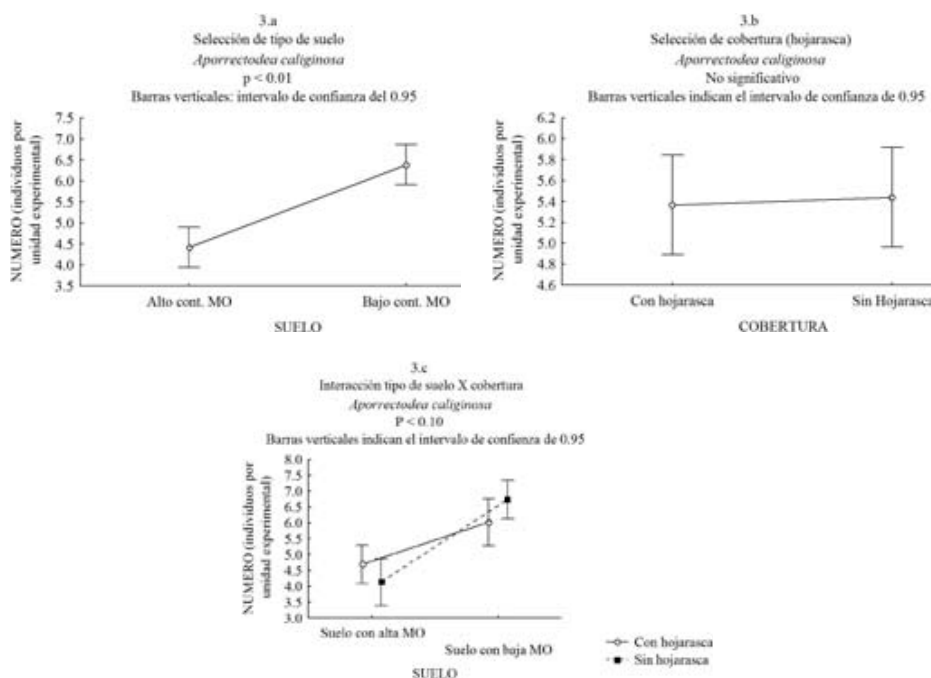 3.a
Selección de tipo de suelo
Aporrectodea caliginosa
p < 0.01
Barras verticales: intervalo de confianza del 0.95
NUMERO (individuos por
unidad experimental)
7.5
7.0
6.5
6.0
5.5
5.0
4.5
4.0
3.5
Alto cont. MO
Bajo cont. MO
SUELO
3.b
Selección de cobertura (hojarasca)
Aporrectodea caliginosa
No significativo
Barras verticales indican el intervalo de confianza de 0.95
NUMERO (individuos por
unidad experimental)
6.2
6.0
5.8
5.6
5.4
5.2
5.0
4.8
4.6
Con hojarasca
Sin Hojarasca
COBERTURA
3.c
Interacción tipo de suelo X cobertura
Aporrectodea caliginosa
P < 0.10
Barras verticales indican el intervalo de confienza de 0.95
NUMERO (individuos por
unidad experimental)
8.0
7.5
7.0
6.5
6.0
5.5
5.0
4.5
4.0
3.5
3.0
Suelo con alta MO
Suelo con baja MO
SUELO
Con hojarasca
Sin hojarasca